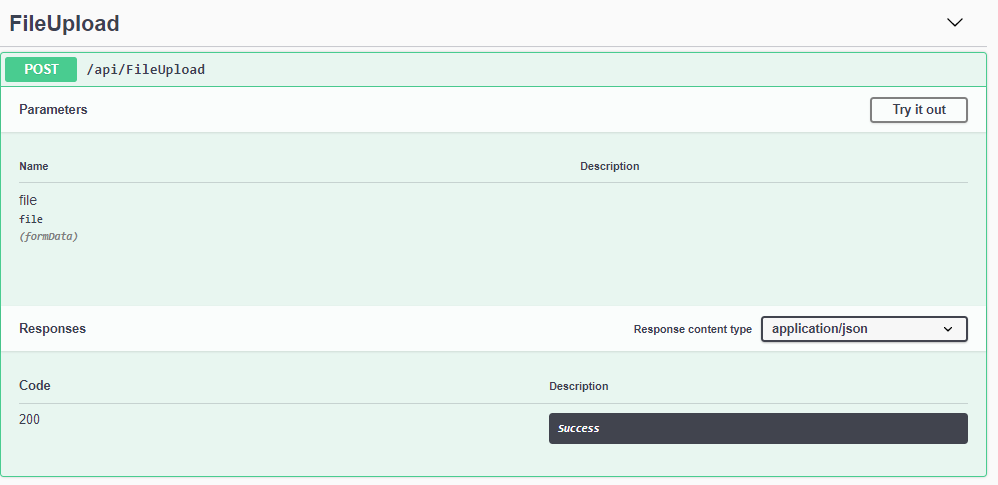 FileUpload
POST /api/FileUpload
Parameters Try it out
Name Description
file
file
(formData)
Responses Response content type application/json
Code Description
200 Success